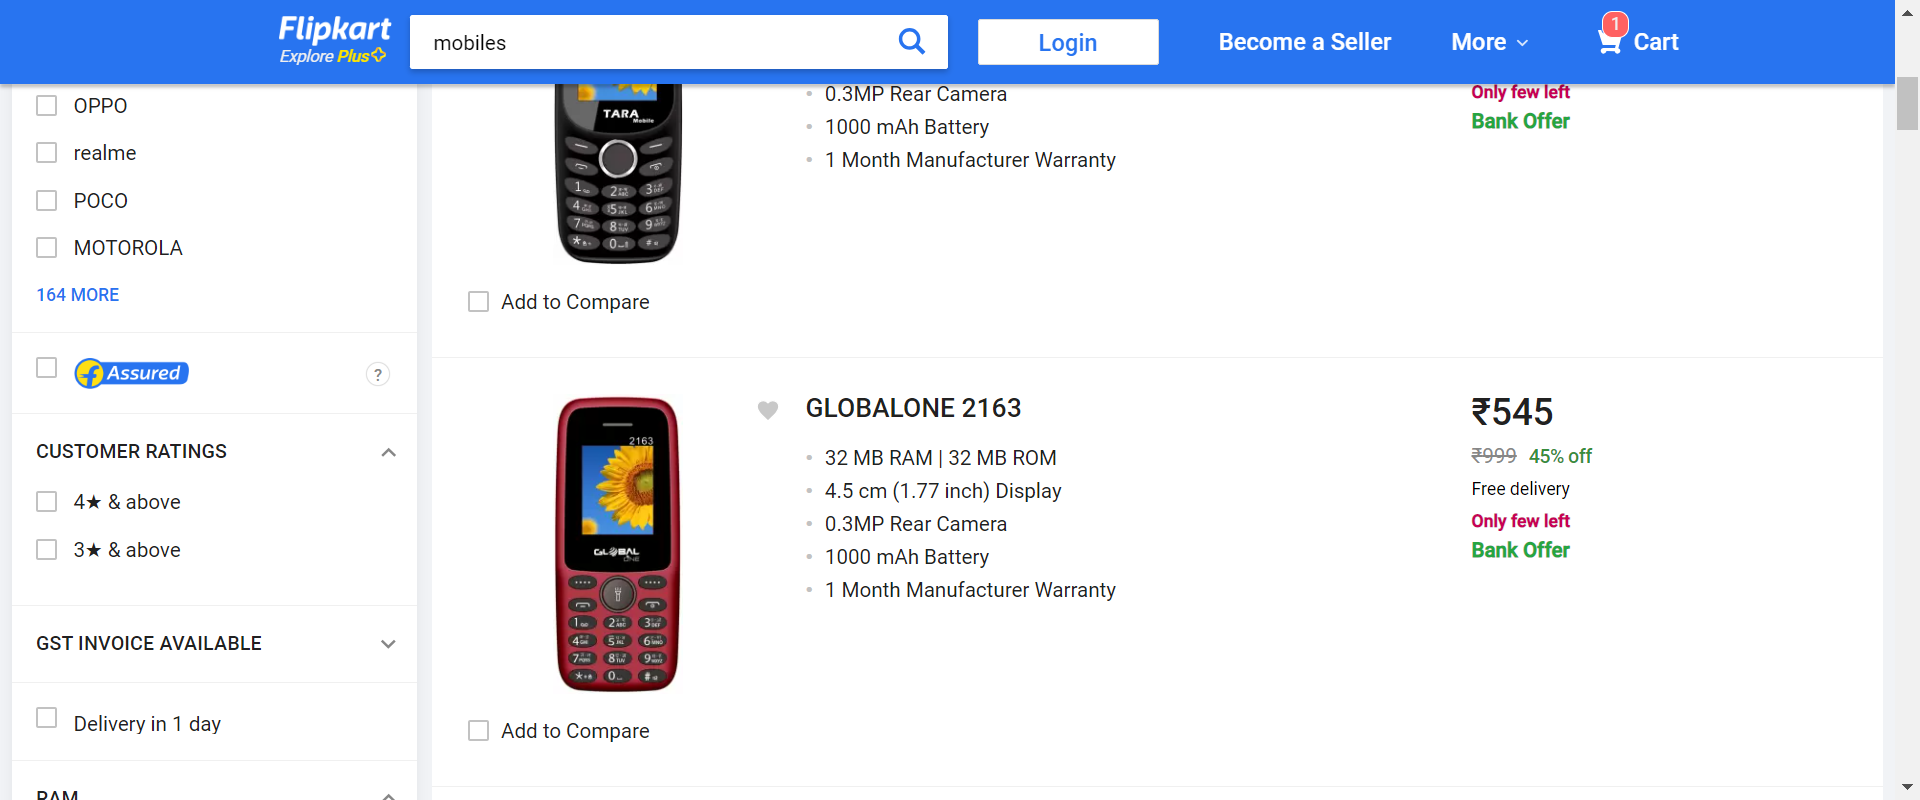 Flipkart
Explore Plus
mobiles
Login
Become a Seller
More
1
Cart
OPPO
realme
POCO
MOTOROLA
164 MORE
Assured
?
CUSTOMER RATINGS
4★ & above
3★ & above
GST INVOICE AVAILABLE
Delivery in 1 day
RAM
TARA
Mobile
0.3MP Rear Camera
1000 mAh Battery
1 Month Manufacturer Warranty
Only few left
Bank Offer
Add to Compare
2163
GLOBAL
ONE
GLOBALONE 2163
32 MB RAM | 32 MB ROM
4.5 cm (1.77 inch) Display
0.3MP Rear Camera
1000 mAh Battery
1 Month Manufacturer Warranty
₹545
₹999 45% off
Free delivery
Only few left
Bank Offer
Add to Compare